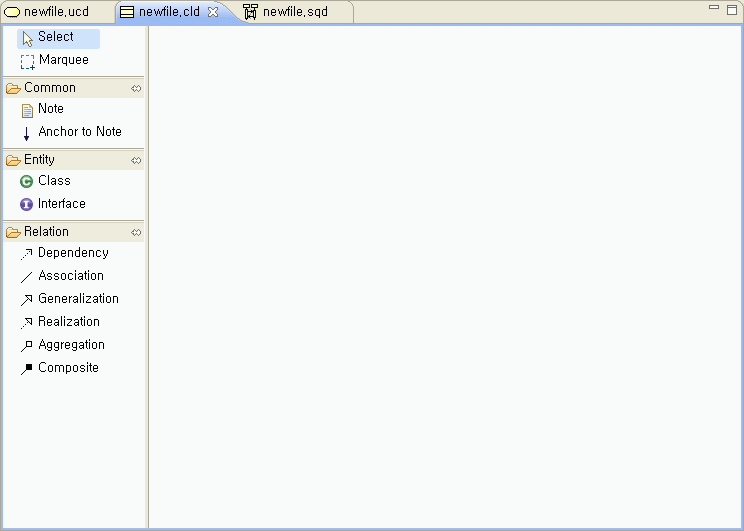 newfile.ucd
newfile.cld
newfile.sqd
Select
Marquee
Common
Note
Anchor to Note
Entity
Class
Interface
Relation
Dependency
Association
Generalization
Realization
Aggregation
Composite